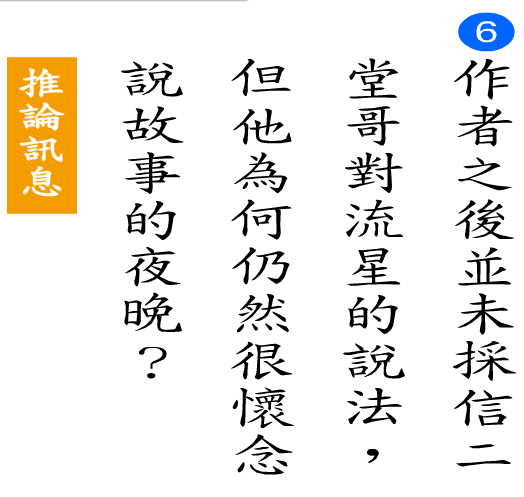 6
作者之後並未採信二
堂哥對流星的說法，
但他為何仍然很懷念
說故事的夜晚？
推論訊息